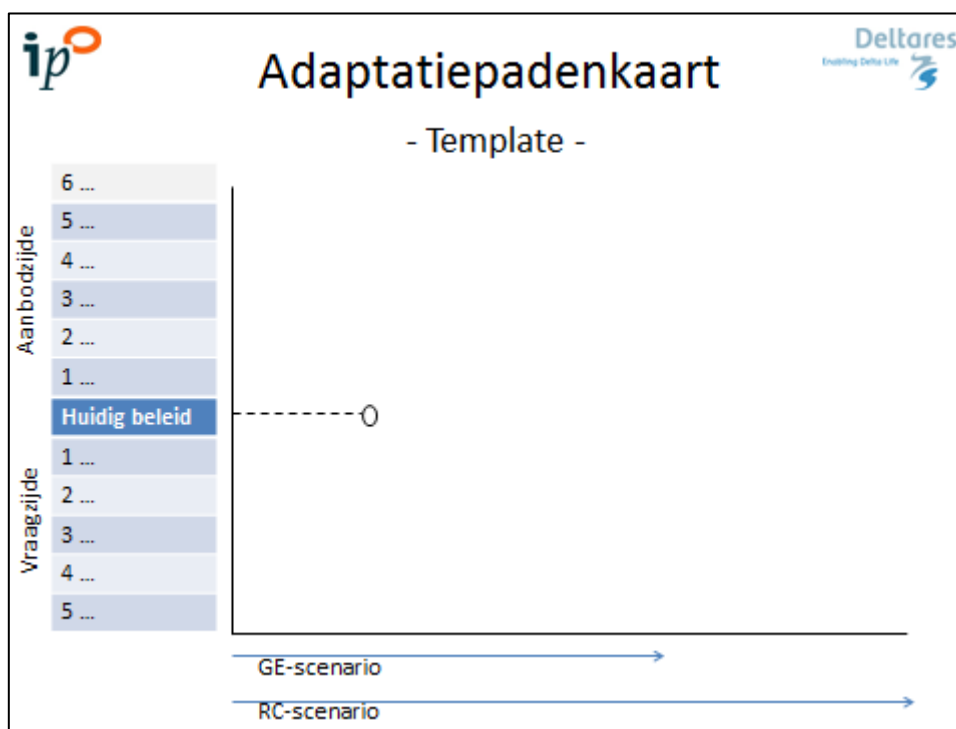 ipo
Deltares
Enabling Delta Life
Adaptatiepadenkaart
- Template -
Aanbodzijde
6 ...
5 ...
4 ...
3 ...
2 ...
1 ...
Huidig beleid
Vraagzijde
1 ...
2 ...
3 ...
4 ...
5 ...
GE-scenario
RC-scenario